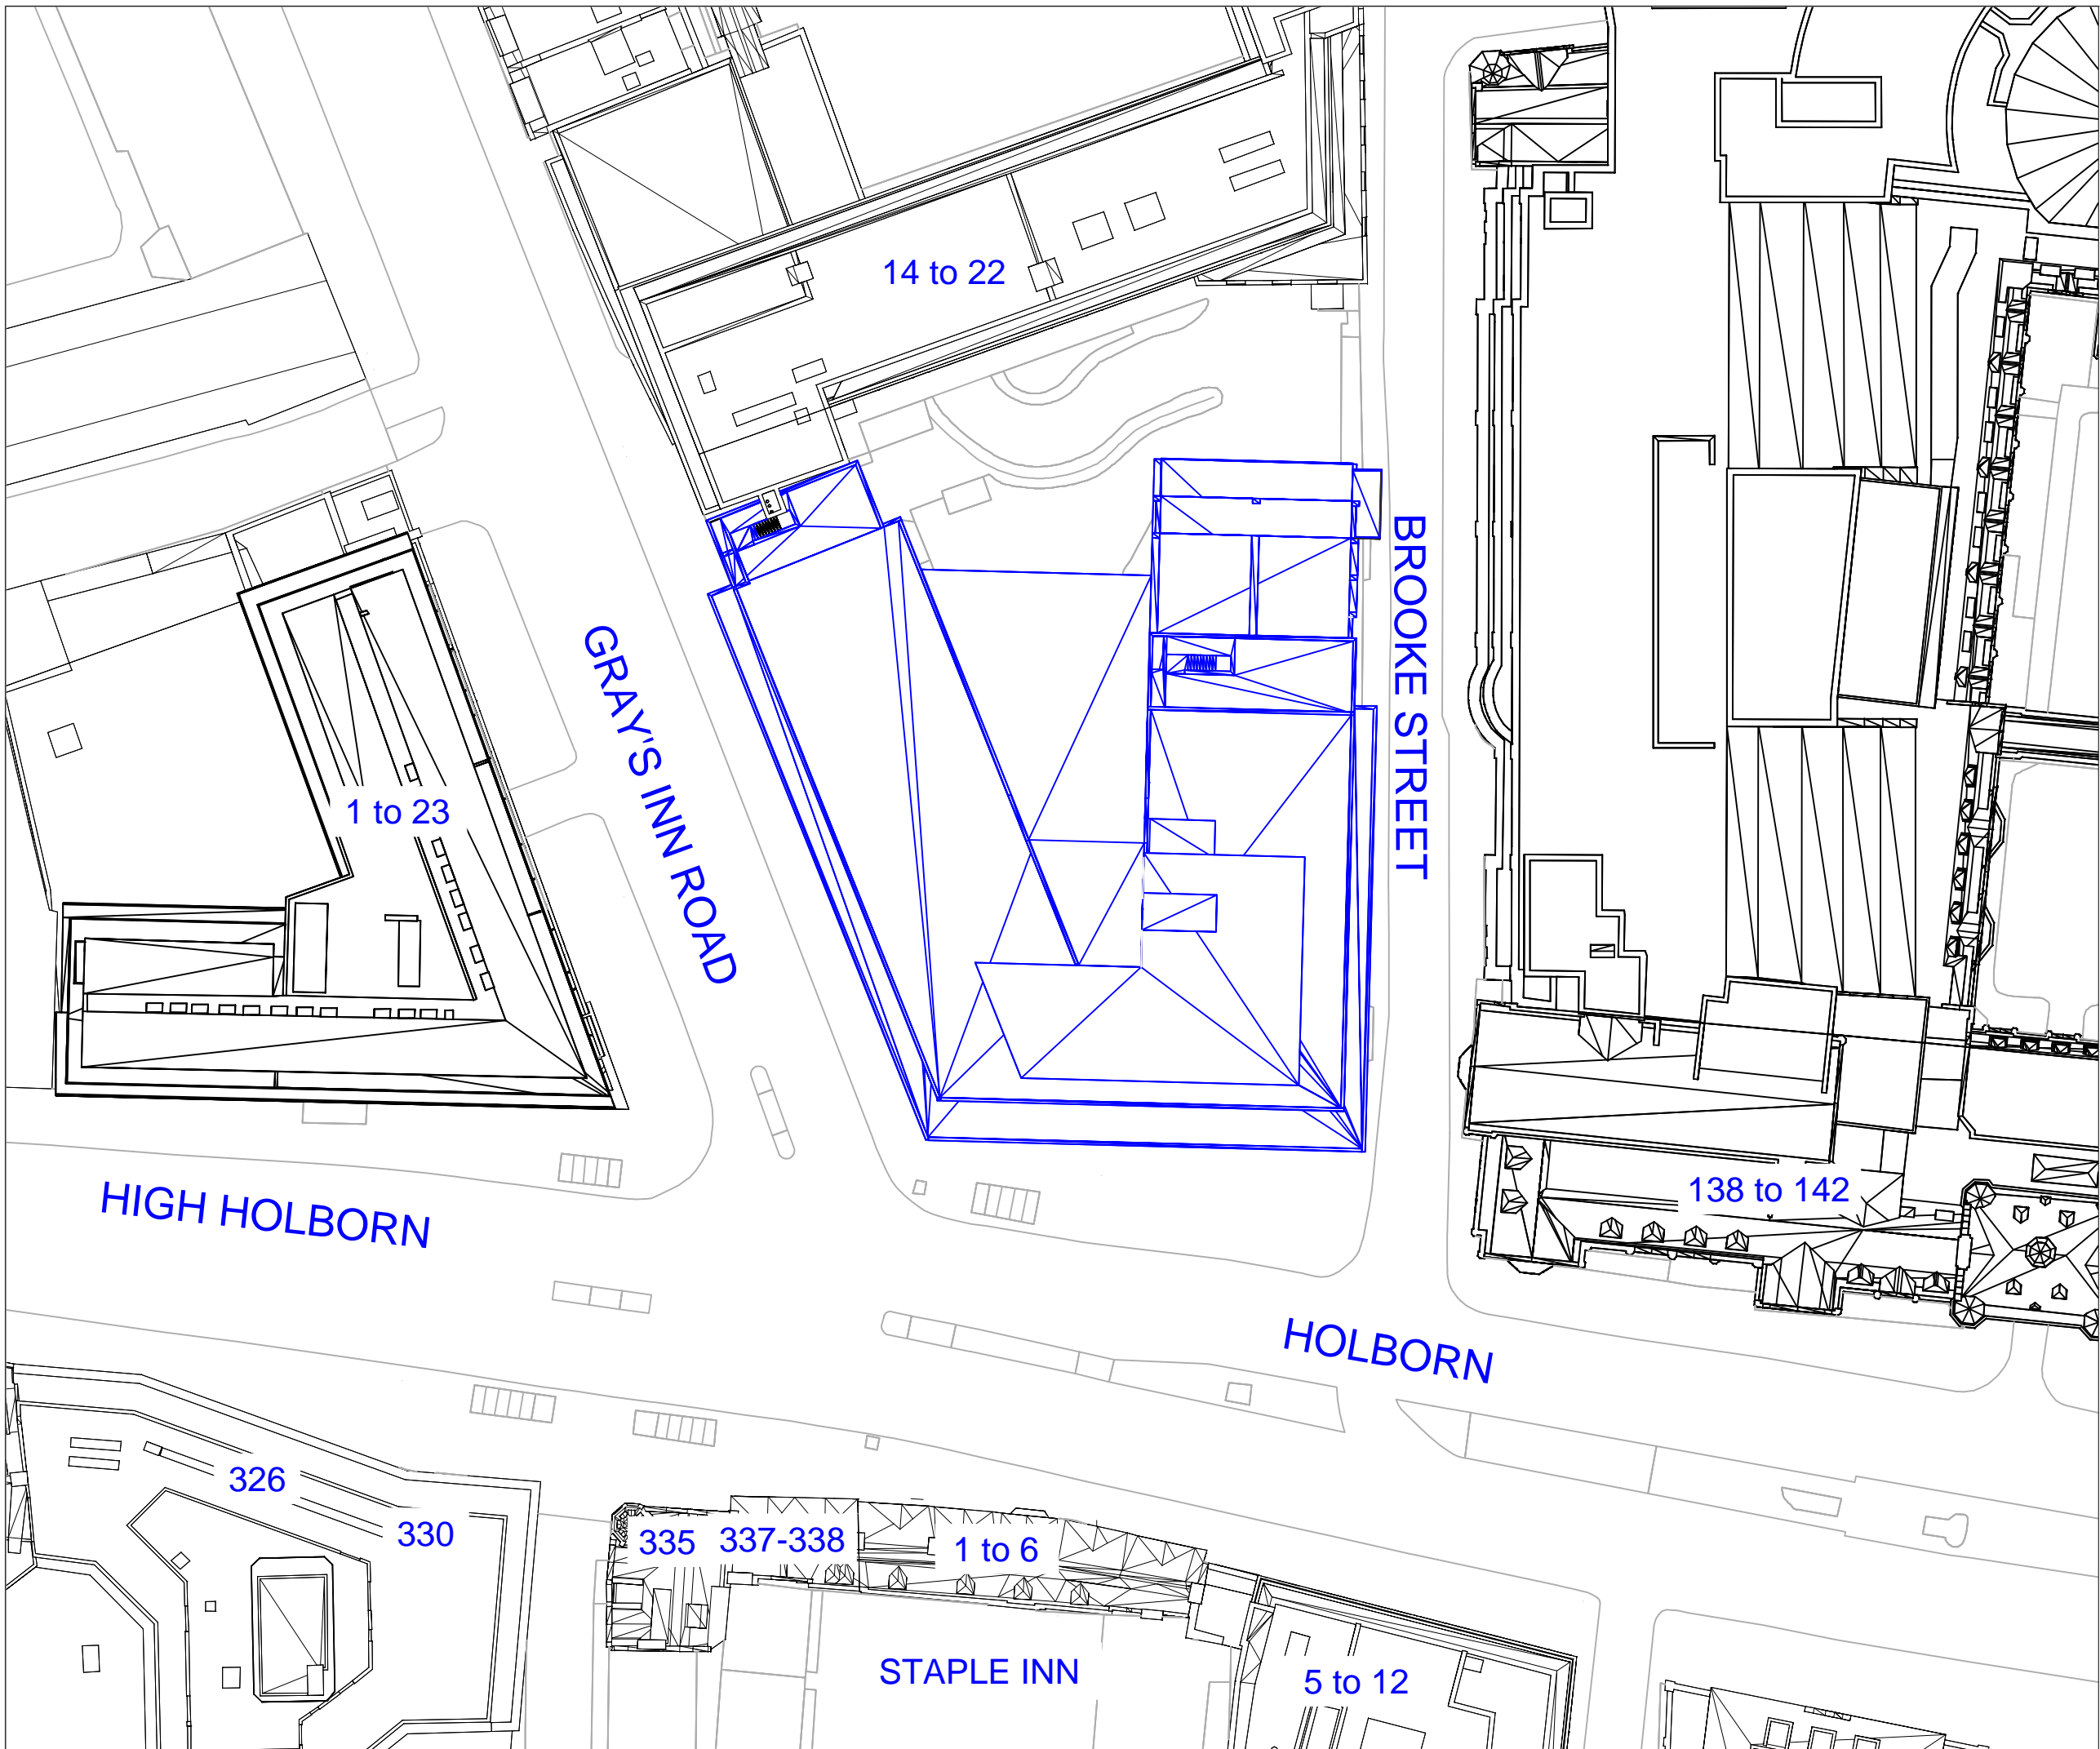 14 to 22
BROOKE STREET
GRAY'S INN ROAD
1 to 23
138 to 142
HIGH HOLBORN
HOLBORN
326
330
335
337-338
1 to 6
STAPLE INN
5 to 12